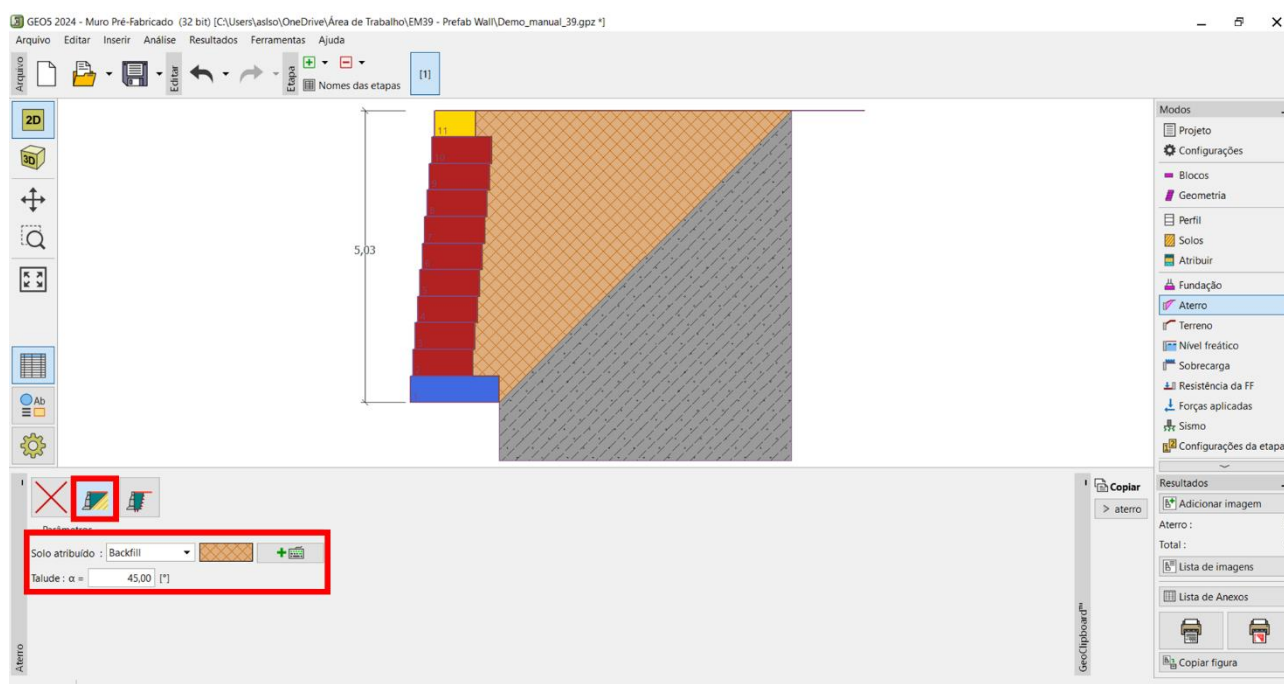 GEO5 2024 - Muro Pré-Fabricado (32 bit) [C:\Users\aslso\OneDrive\Área de Trabalho\EM39 - Prefab Wall\Demo_manual_39.gpz *]
Arquivo Editar Inserir Análise Resultados Ferramentas Ajuda
Arquivo
Editar
Etapa
Nomes das etapas
[1]
2D
3D
Ab
5,03
11
10
4
Modos
Projeto
Configurações
Blocos
Geometria
Perfil
Solos
Atribuir
Fundação
Aterro
Terreno
Nível freático
Sobrecarga
Resistência da FF
Forças aplicadas
Sismo
Configurações da etapa
Parâmetros
Solo atribuído : Backfill
Talude : α = 45,00 [°]
Aterro
GeoClipboard™
Copiar
> aterro
Resultados
Adicionar imagem
Aterro :
Total :
Lista de imagens
Lista de Anexos
Copiar figura